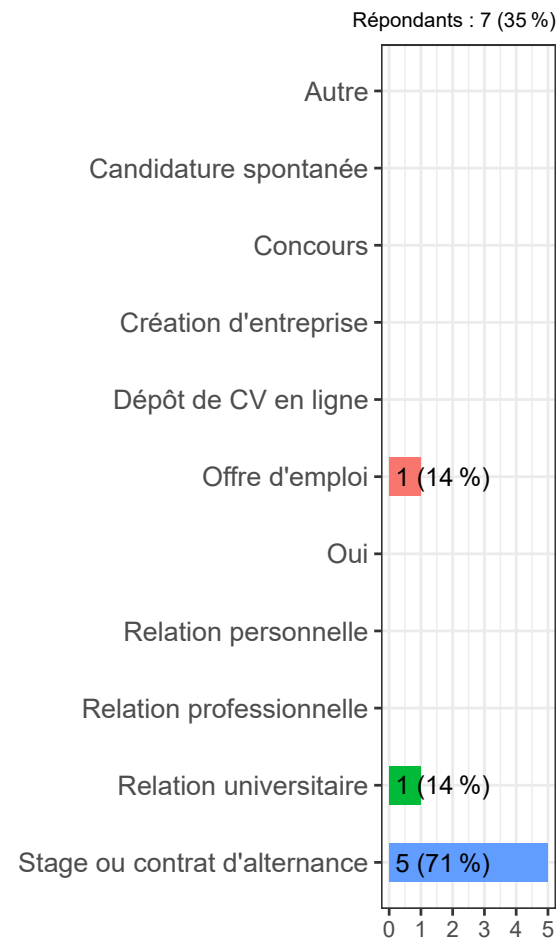 Répondants : 7 (35 %)
Autre
Candidature spontanée
Concours
Création d'entreprise
Dépôt de CV en ligne
Offre d'emploi 1 (14 %)
Oui
Relation personnelle
Relation professionnelle
Relation universitaire 1 (14 %)
Stage ou contrat d'alternance 5 (71 %)
0 1 2 3 4 5